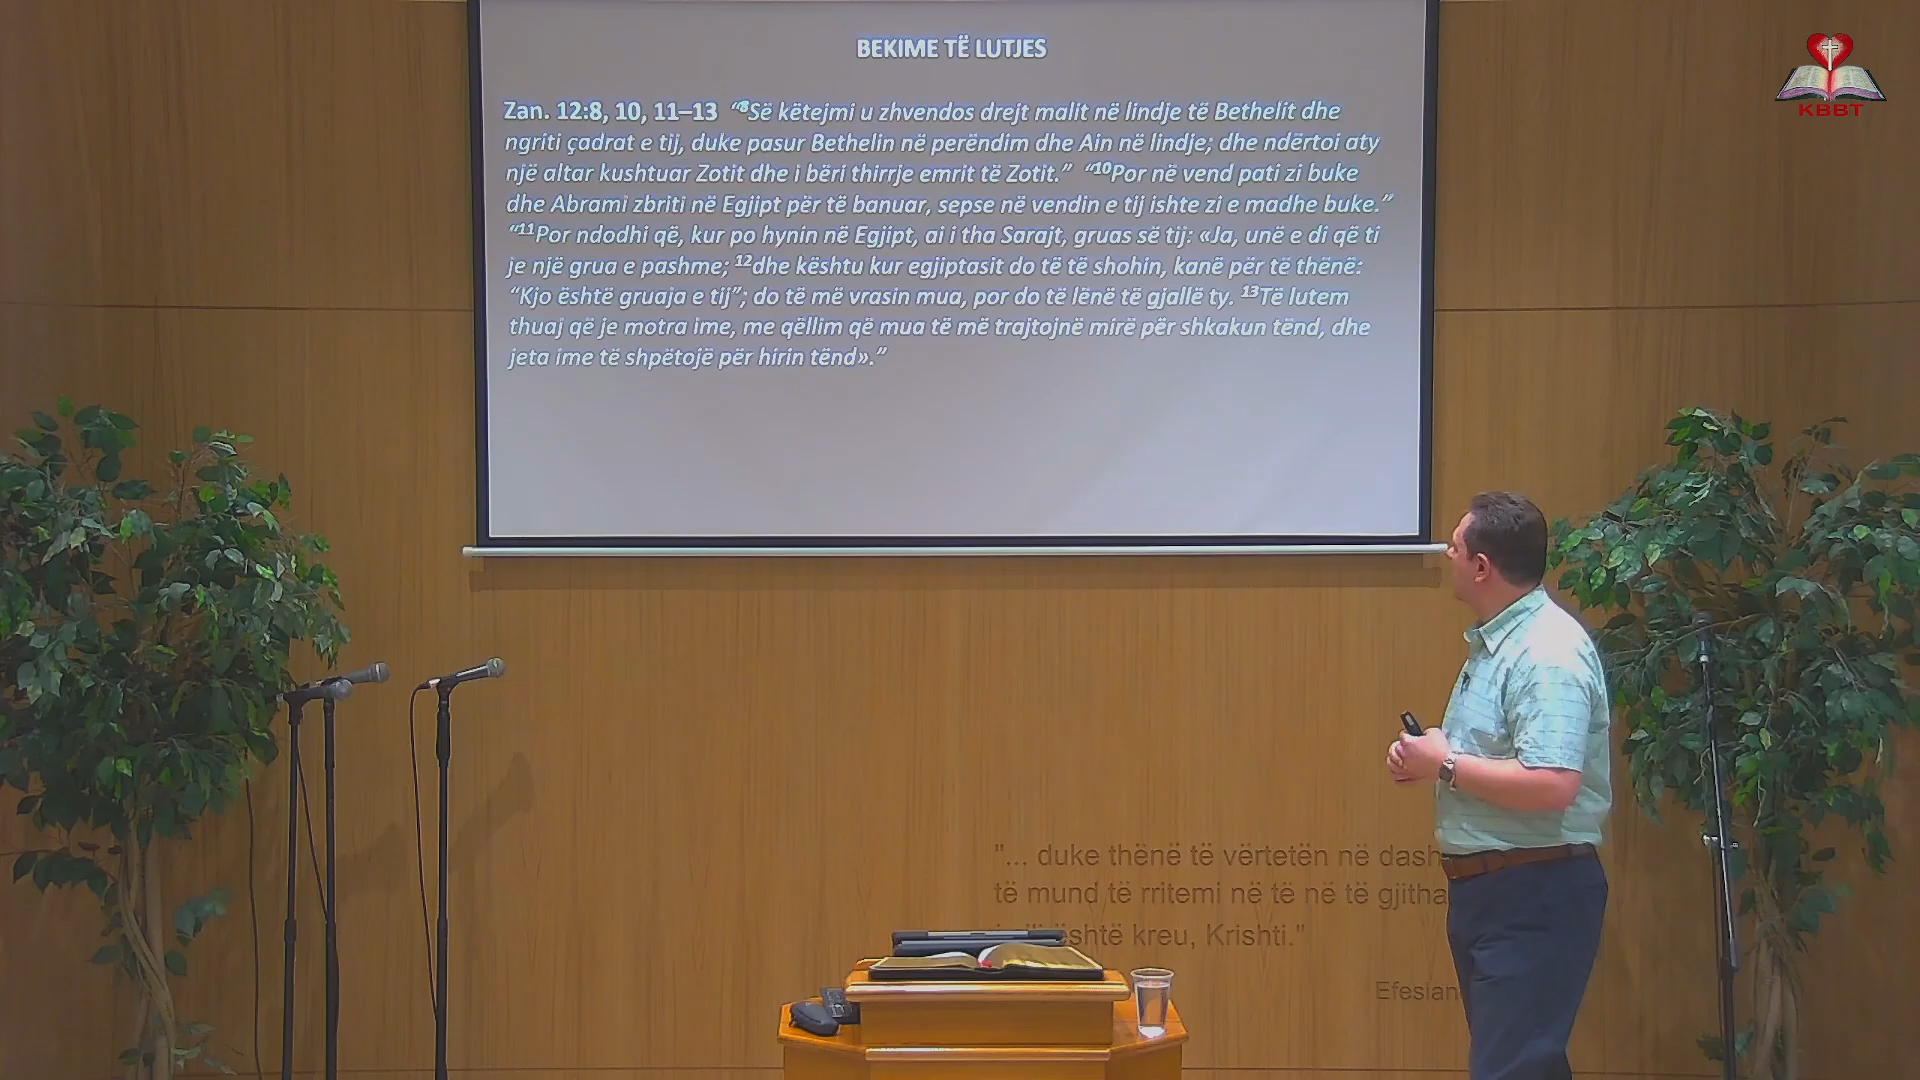 BEKIME TË LUTJES
Zan. 12:8, 10, 11–13 “⁸Së këtejmi u zhvendos drejt malit në lindje të Bethelit dhe
ngriti çadrat e tij, duke pasur Bethelin në perëndim dhe Ain në lindje; dhe ndërtoi aty
një altar kushtuar Zotit dhe i bëri thirrje emrit të Zotit.” “¹⁰Por në vend pati zi buke
dhe Abrami zbriti në Egjipt për të banuar, sepse në vendin e tij ishte zi e madhe buke.”
“¹¹Por ndodhi që, kur po hynin në Egjipt, ai i tha Sarajt, gruas së tij: «Ja, unë e di që ti
je një grua e pashme; ¹²dhe kështu kur egjiptasit do të të shohin, kanë për të thënë:
“Kjo është gruaja e tij”; do të më vrasin mua, por do të lënë të gjallë ty. ¹³Të lutem
thuaj që je motra ime, me qëllim që mua të më trajtojnë mirë për shkakun tënd, dhe
jeta ime të shpëtojë për hirin tënd».”
KBBT
"... duke thënë të vërtetën në dash
të mund të rritemi në të në të gjitha
është kreu, Krishti."
Efesian